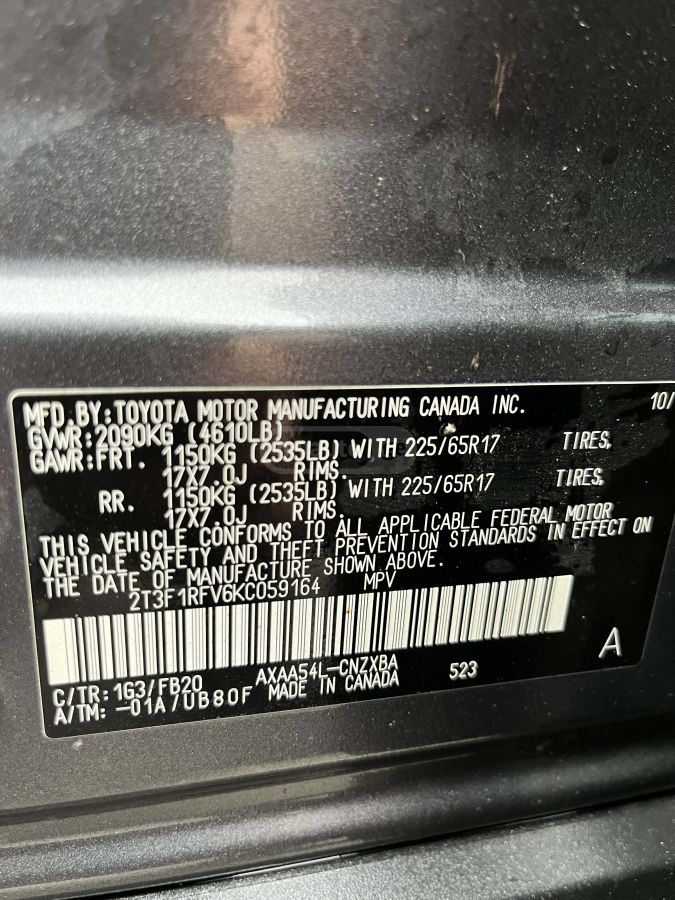 MFD.BY:TOYOTA MOTOR MANUFACTURING CANADA INC. 10/
GVWR:2090KG (4610LB)
GAWR:FRT. 1150KG (2535LB) WITH 225/65R17 TIRES,
17X7.0J RIMS.
RR. 1150KG (2535LB) WITH 225/65R17 TIRES,
17X7.0J RIMS.
THIS VEHICLE CONFORMS TO ALL APPLICABLE FEDERAL MOTOR
VEHICLE SAFETY AND THEFT PREVENTION STANDARDS IN EFFECT ON
THE DATE OF MANUFACTURE SHOWN ABOVE.
2T3F1RFV6KC059164 MPV
A
C/TR: 1G3/FB20 AXAA54L-CNZXBA 523
A/TM: -01A/UB80F MADE IN CANADA